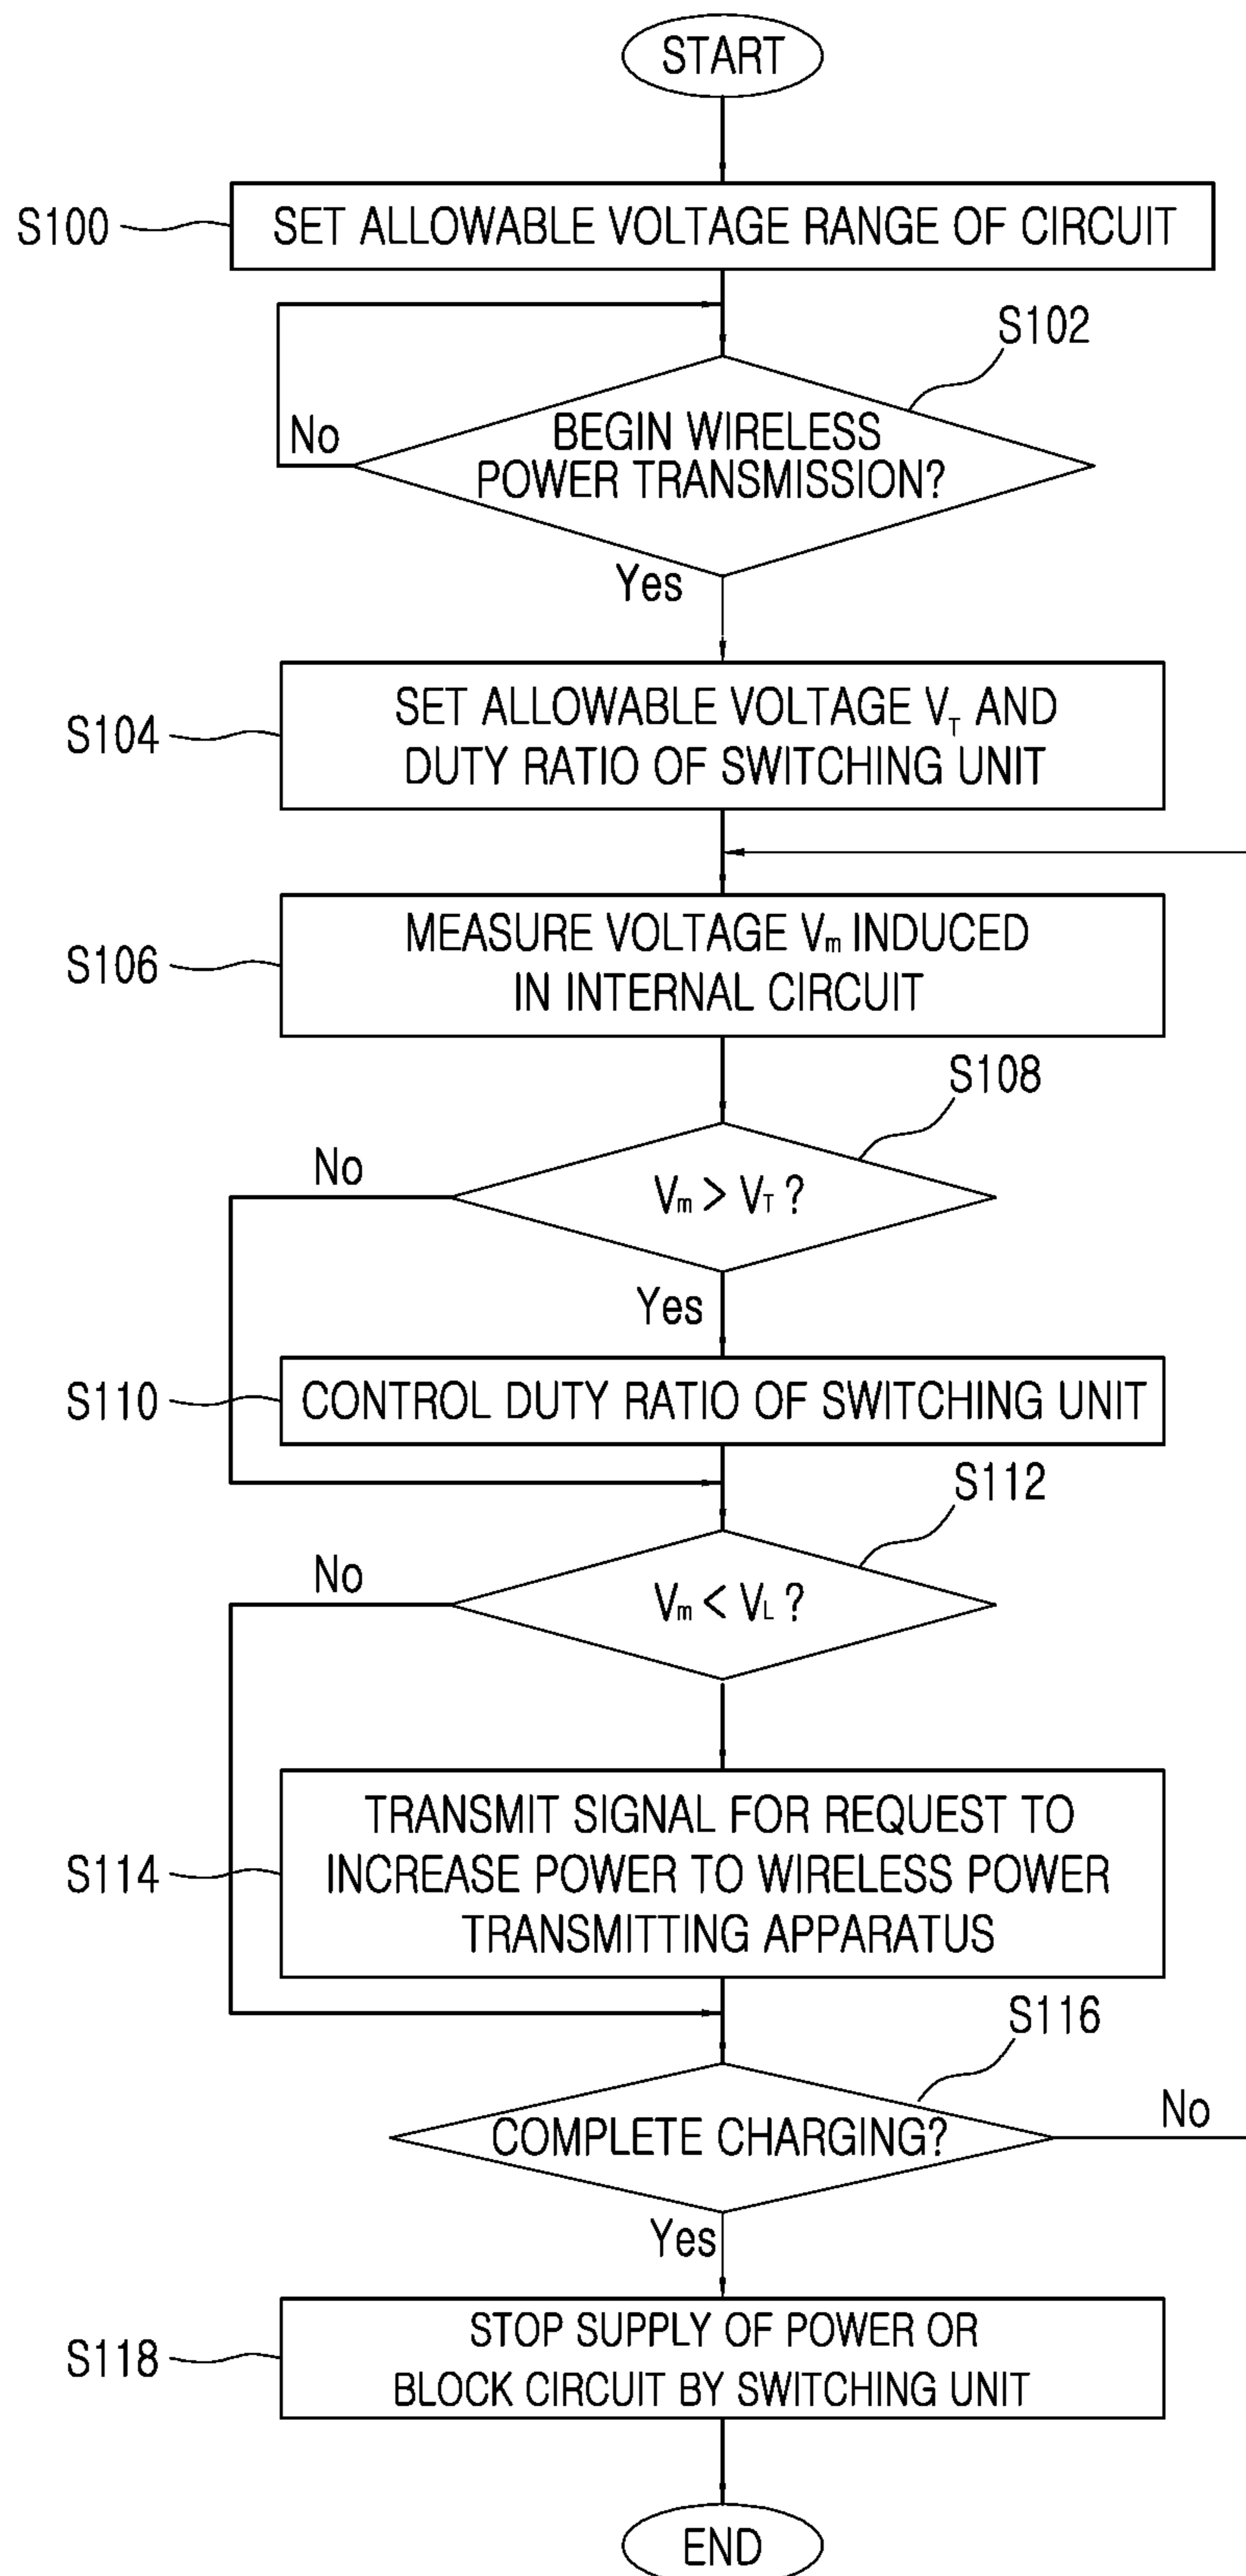 START
S100
SET ALLOWABLE VOLTAGE RANGE OF CIRCUIT
S102
No
BEGIN WIRELESS
POWER TRANSMISSION?
Yes
S104
SET ALLOWABLE VOLTAGE V_T AND
DUTY RATIO OF SWITCHING UNIT
S106
MEASURE VOLTAGE Vm INDUCED
IN INTERNAL CIRCUIT
S108
No
Vm > VT ?
Yes
S110
CONTROL DUTY RATIO OF SWITCHING UNIT
S112
No
Vm < VL ?
S114
TRANSMIT SIGNAL FOR REQUEST TO
INCREASE POWER TO WIRELESS POWER
TRANSMITTING APPARATUS
S116
COMPLETE CHARGING?
No
Yes
S118
STOP SUPPLY OF POWER OR
BLOCK CIRCUIT BY SWITCHING UNIT
END